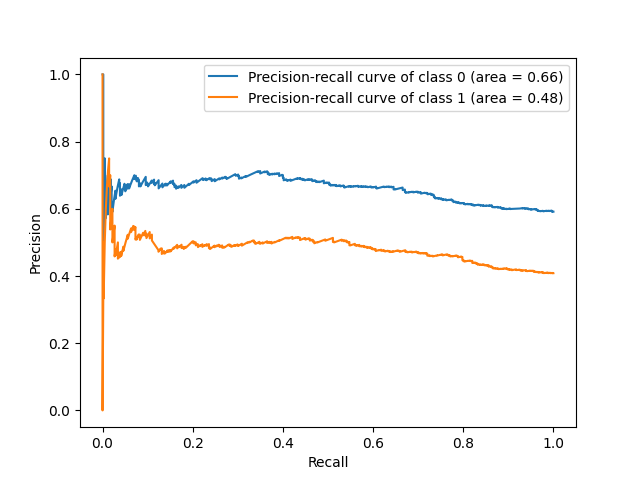 Precision-recall curve of class 0 (area = 0.66)
Precision-recall curve of class 1 (area = 0.48)
1.0
0.8
0.6
0.4
0.2
0.0
Precision
0.0 0.2 0.4 0.6 0.8 1.0
Recall